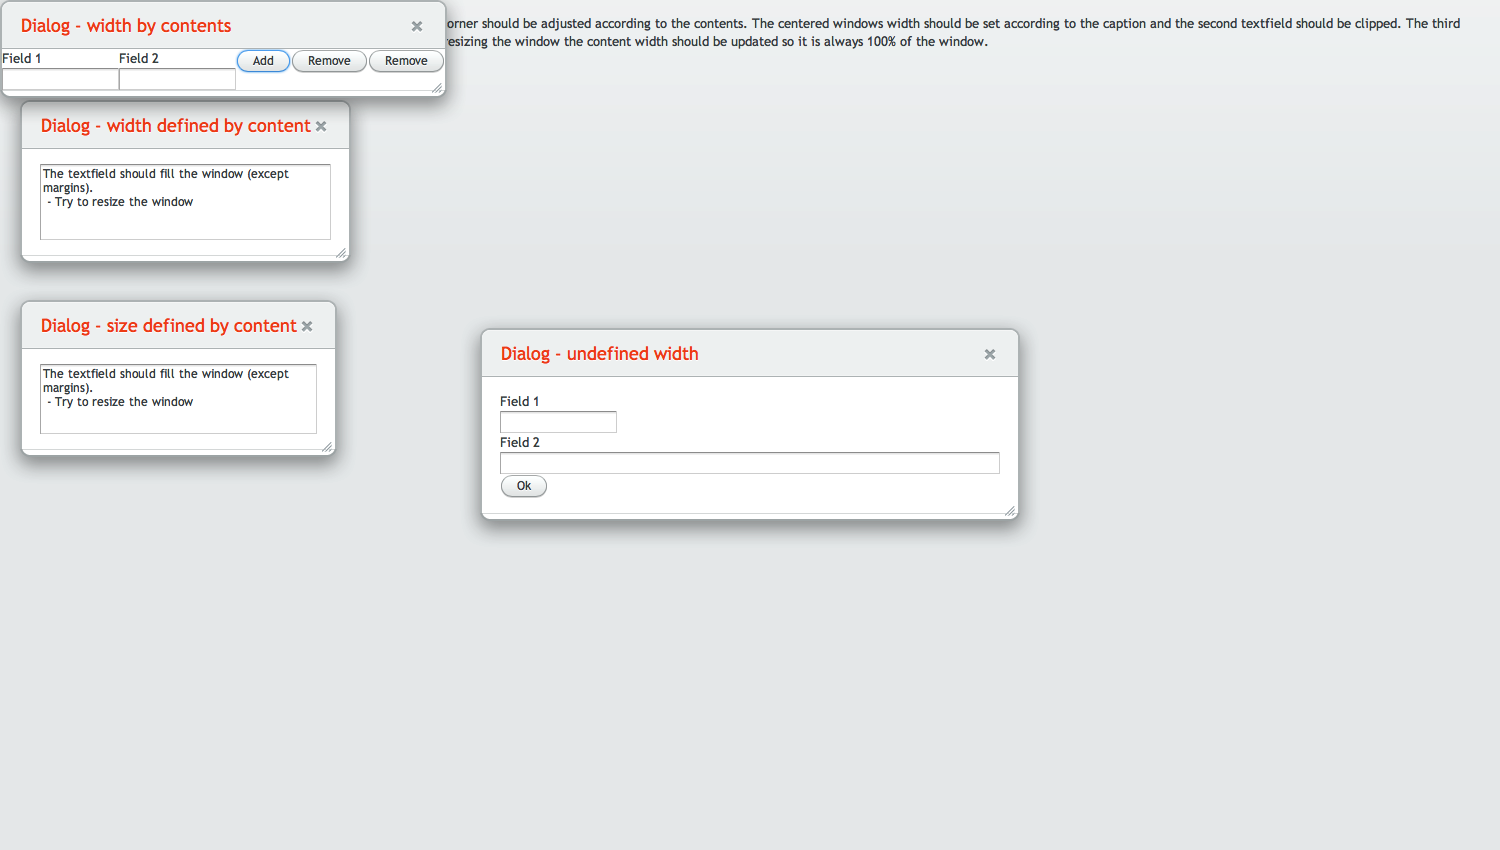 Dialog - width by contents
orner should be adjusted according to the contents. The centered windows width should be set according to the caption and the second textfield should be clipped. The third
esizing the window the content width should be updated so it is always 100% of the window.
Field 1 Field 2 Add Remove Remove
Dialog - width defined by content
The textfield should fill the window (except
margins).
- Try to resize the window
Dialog - size defined by content
The textfield should fill the window (except
margins).
- Try to resize the window
Dialog - undefined width
Field 1
Field 2
Ok